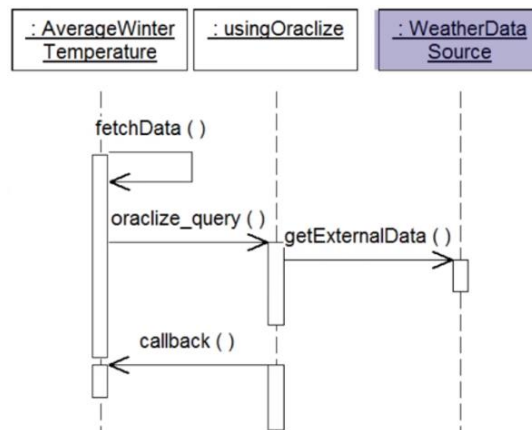 : AverageWinter
Temperature
: usingOraclize
: WeatherData
Source
fetchData ( )
oraclize_query ( )
getExternalData ( )
callback ( )